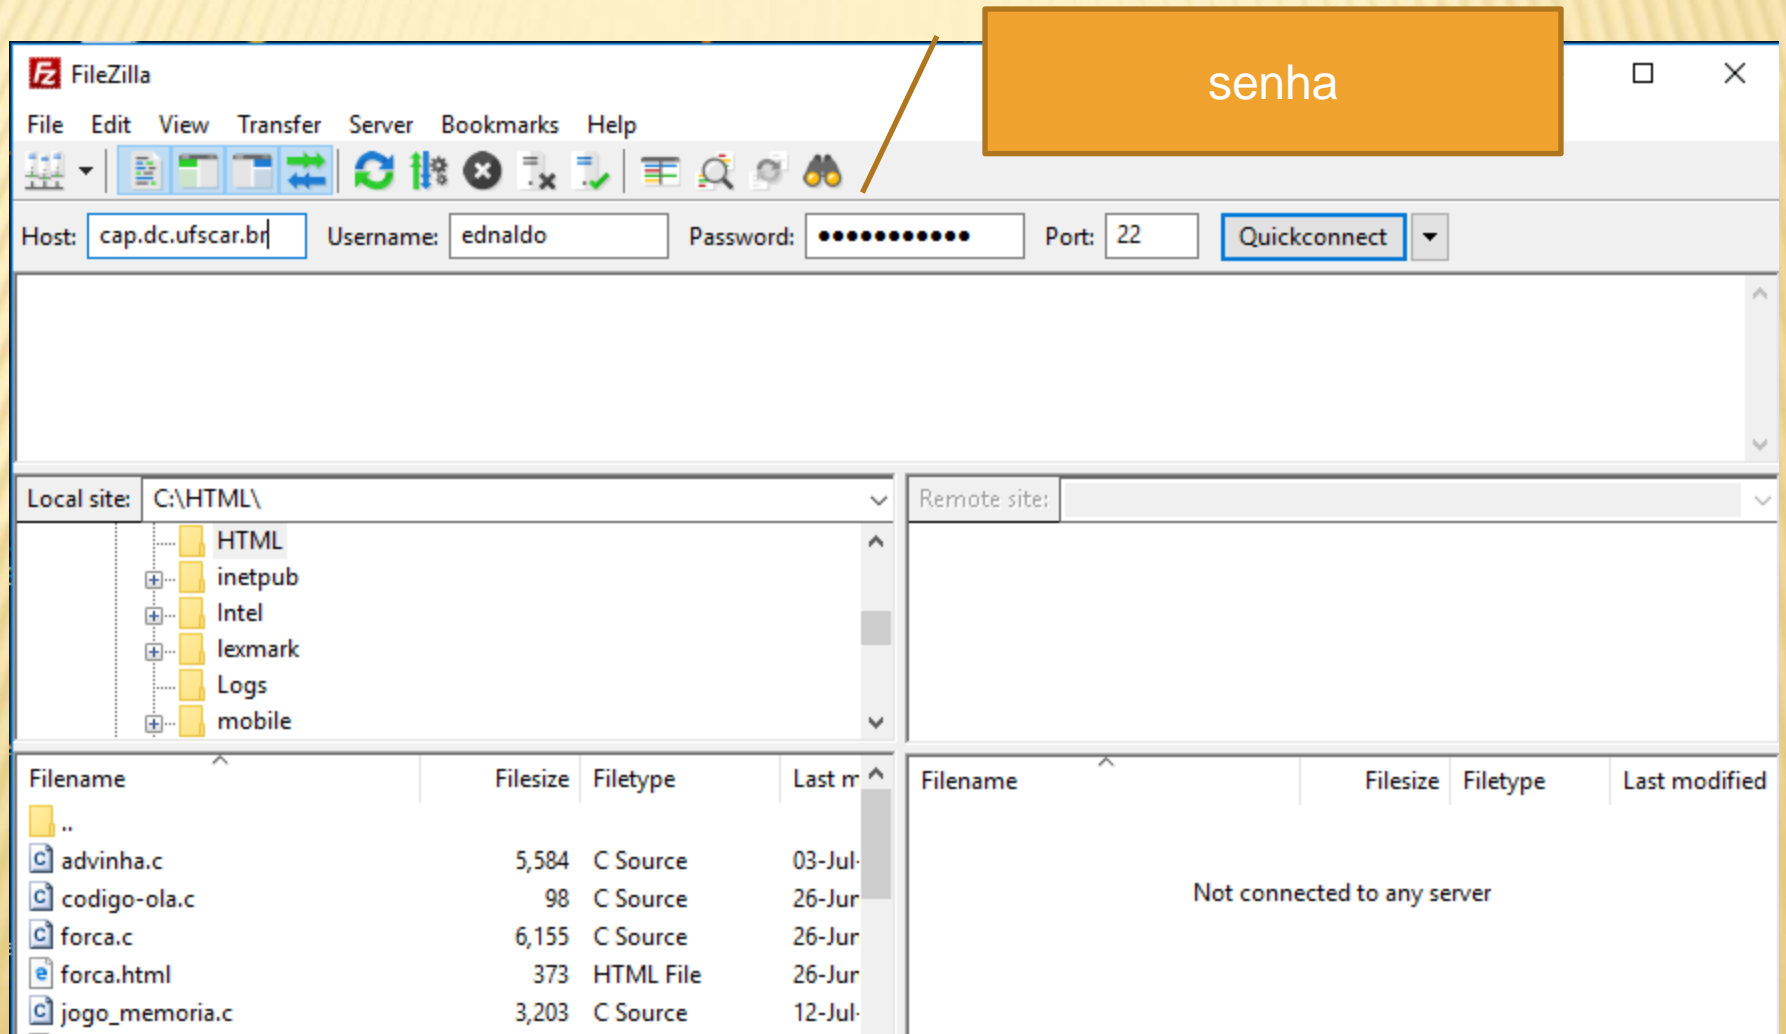 senha
FileZilla
File Edit View Transfer Server Bookmarks Help
Host: cap.dc.ufscar.br Username: ednaldo Password: ●●●●●●●●●●● Port: 22 Quickconnect
Local site: C:\HTML\
HTML
inetpub
Intel
lexmark
Logs
mobile
Remote site:
Filename Filesize Filetype Last m
..
advinha.c 5,584 C Source 03-Jul-
codigo-ola.c 98 C Source 26-Jun
forca.c 6,155 C Source 26-Jun
forca.html 373 HTML File 26-Jun
jogo_memoria.c 3,203 C Source 12-Jul-
Filename Filesize Filetype Last modified
Not connected to any server